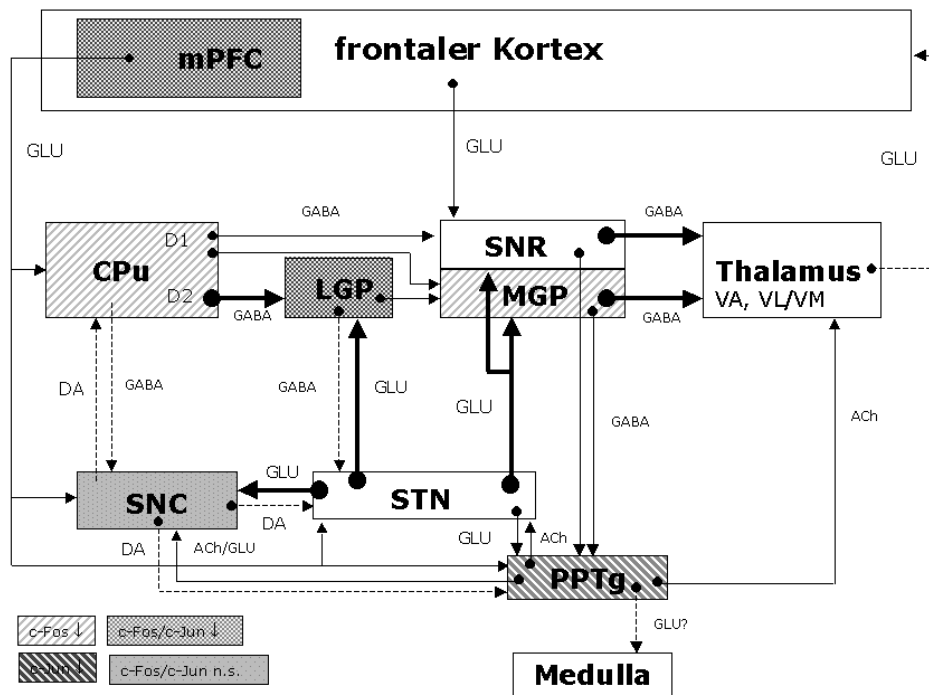 mPFC
frontaler Kortex
GLU
GLU
GLU
GABA
GABA
D1
SNR
CPu
LGP
Thalamus
D2
MGP
VA, VL/VM
GABA
GABA
DA
GABA
GABA
GLU
GLU
GABA
ACh
GLU
SNC
STN
DA
GLU
ACh
DA
ACh/GLU
PPTg
GLU?
c-Fos ↓
c-Fos/c-Jun ↓
c-Jun ↓
c-Fos/c-Jun n.s.
Medulla